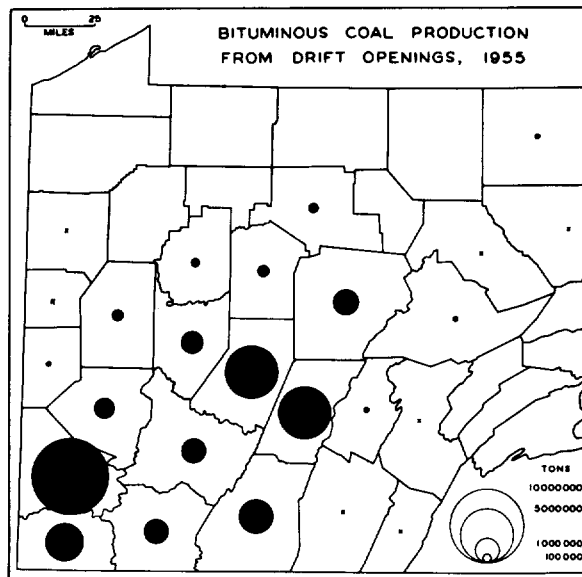 0 25
MILES
BITUMINOUS COAL PRODUCTION
FROM DRIFT OPENINGS, 1955
TONS
10000000
5000000
1000000
100000